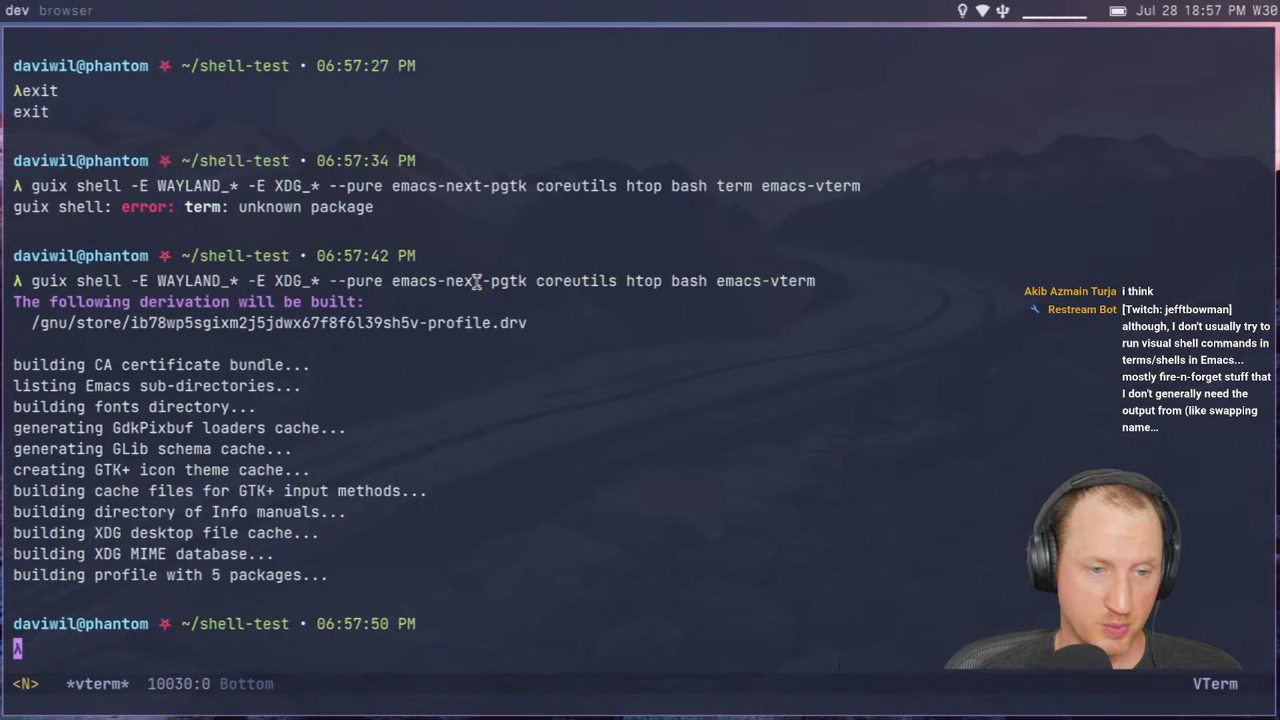 dev browser
Jul 28 18:57 PM W30
daviwil@phantom ~/shell-test • 06:57:27 PM
λexit
exit
daviwil@phantom ~/shell-test • 06:57:34 PM
λ guix shell -E WAYLAND_* -E XDG_* --pure emacs-next-pgtk coreutils htop bash term emacs-vterm
guix shell: error: term: unknown package
daviwil@phantom ~/shell-test • 06:57:42 PM
λ guix shell -E WAYLAND_* -E XDG_* --pure emacs-next-pgtk coreutils htop bash emacs-vterm
The following derivation will be built:
/gnu/store/ib78wp5sgixm2j5jdwx67f8f6l39sh5v-profile.drv
building CA certificate bundle...
listing Emacs sub-directories...
building fonts directory...
generating GdkPixbuf loaders cache...
generating GLib schema cache...
creating GTK+ icon theme cache...
building cache files for GTK+ input methods...
building directory of Info manuals...
building XDG desktop file cache...
building XDG MIME database...
building profile with 5 packages...
daviwil@phantom ~/shell-test • 06:57:50 PM
λ
<N> *vterm* 10030:0 Bottom
VTerm
Akib Azmain Turja i think
Restream Bot [Twitch: jefftbowman]
although, I don't usually try to
run visual shell commands in
terms/shells in Emacs...
mostly fire-n-forget stuff that
I don't generally need the
output from (like swapping
name...